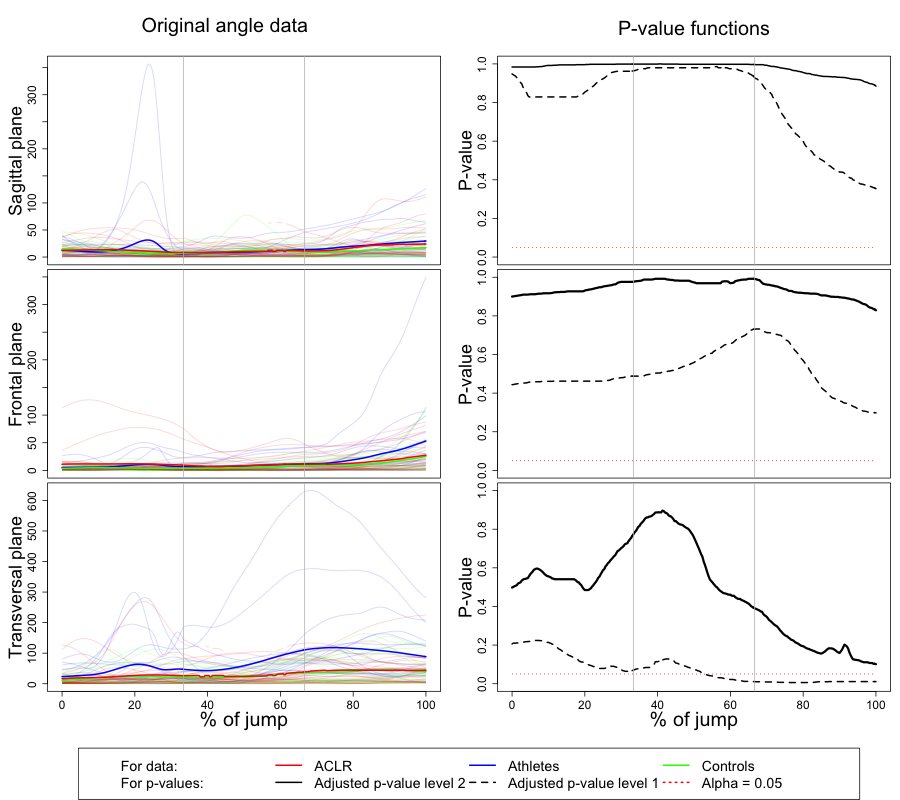 Original angle data
P-value functions
Sagittal plane
0 50 100 200 300
P-value
0.0 0.2 0.4 0.6 0.8 1.0
Frontal plane
0 50 100 200 300
P-value
0.0 0.2 0.4 0.6 0.8 1.0
Transversal plane
0 100 200 300 400 500 600
P-value
0.0 0.2 0.4 0.6 0.8 1.0
0 20 40 60 80 100
% of jump
0 20 40 60 80 100
% of jump
For data: ACLR Athletes Controls
For p-values: Adjusted p-value level 2 Adjusted p-value level 1 Alpha = 0.05